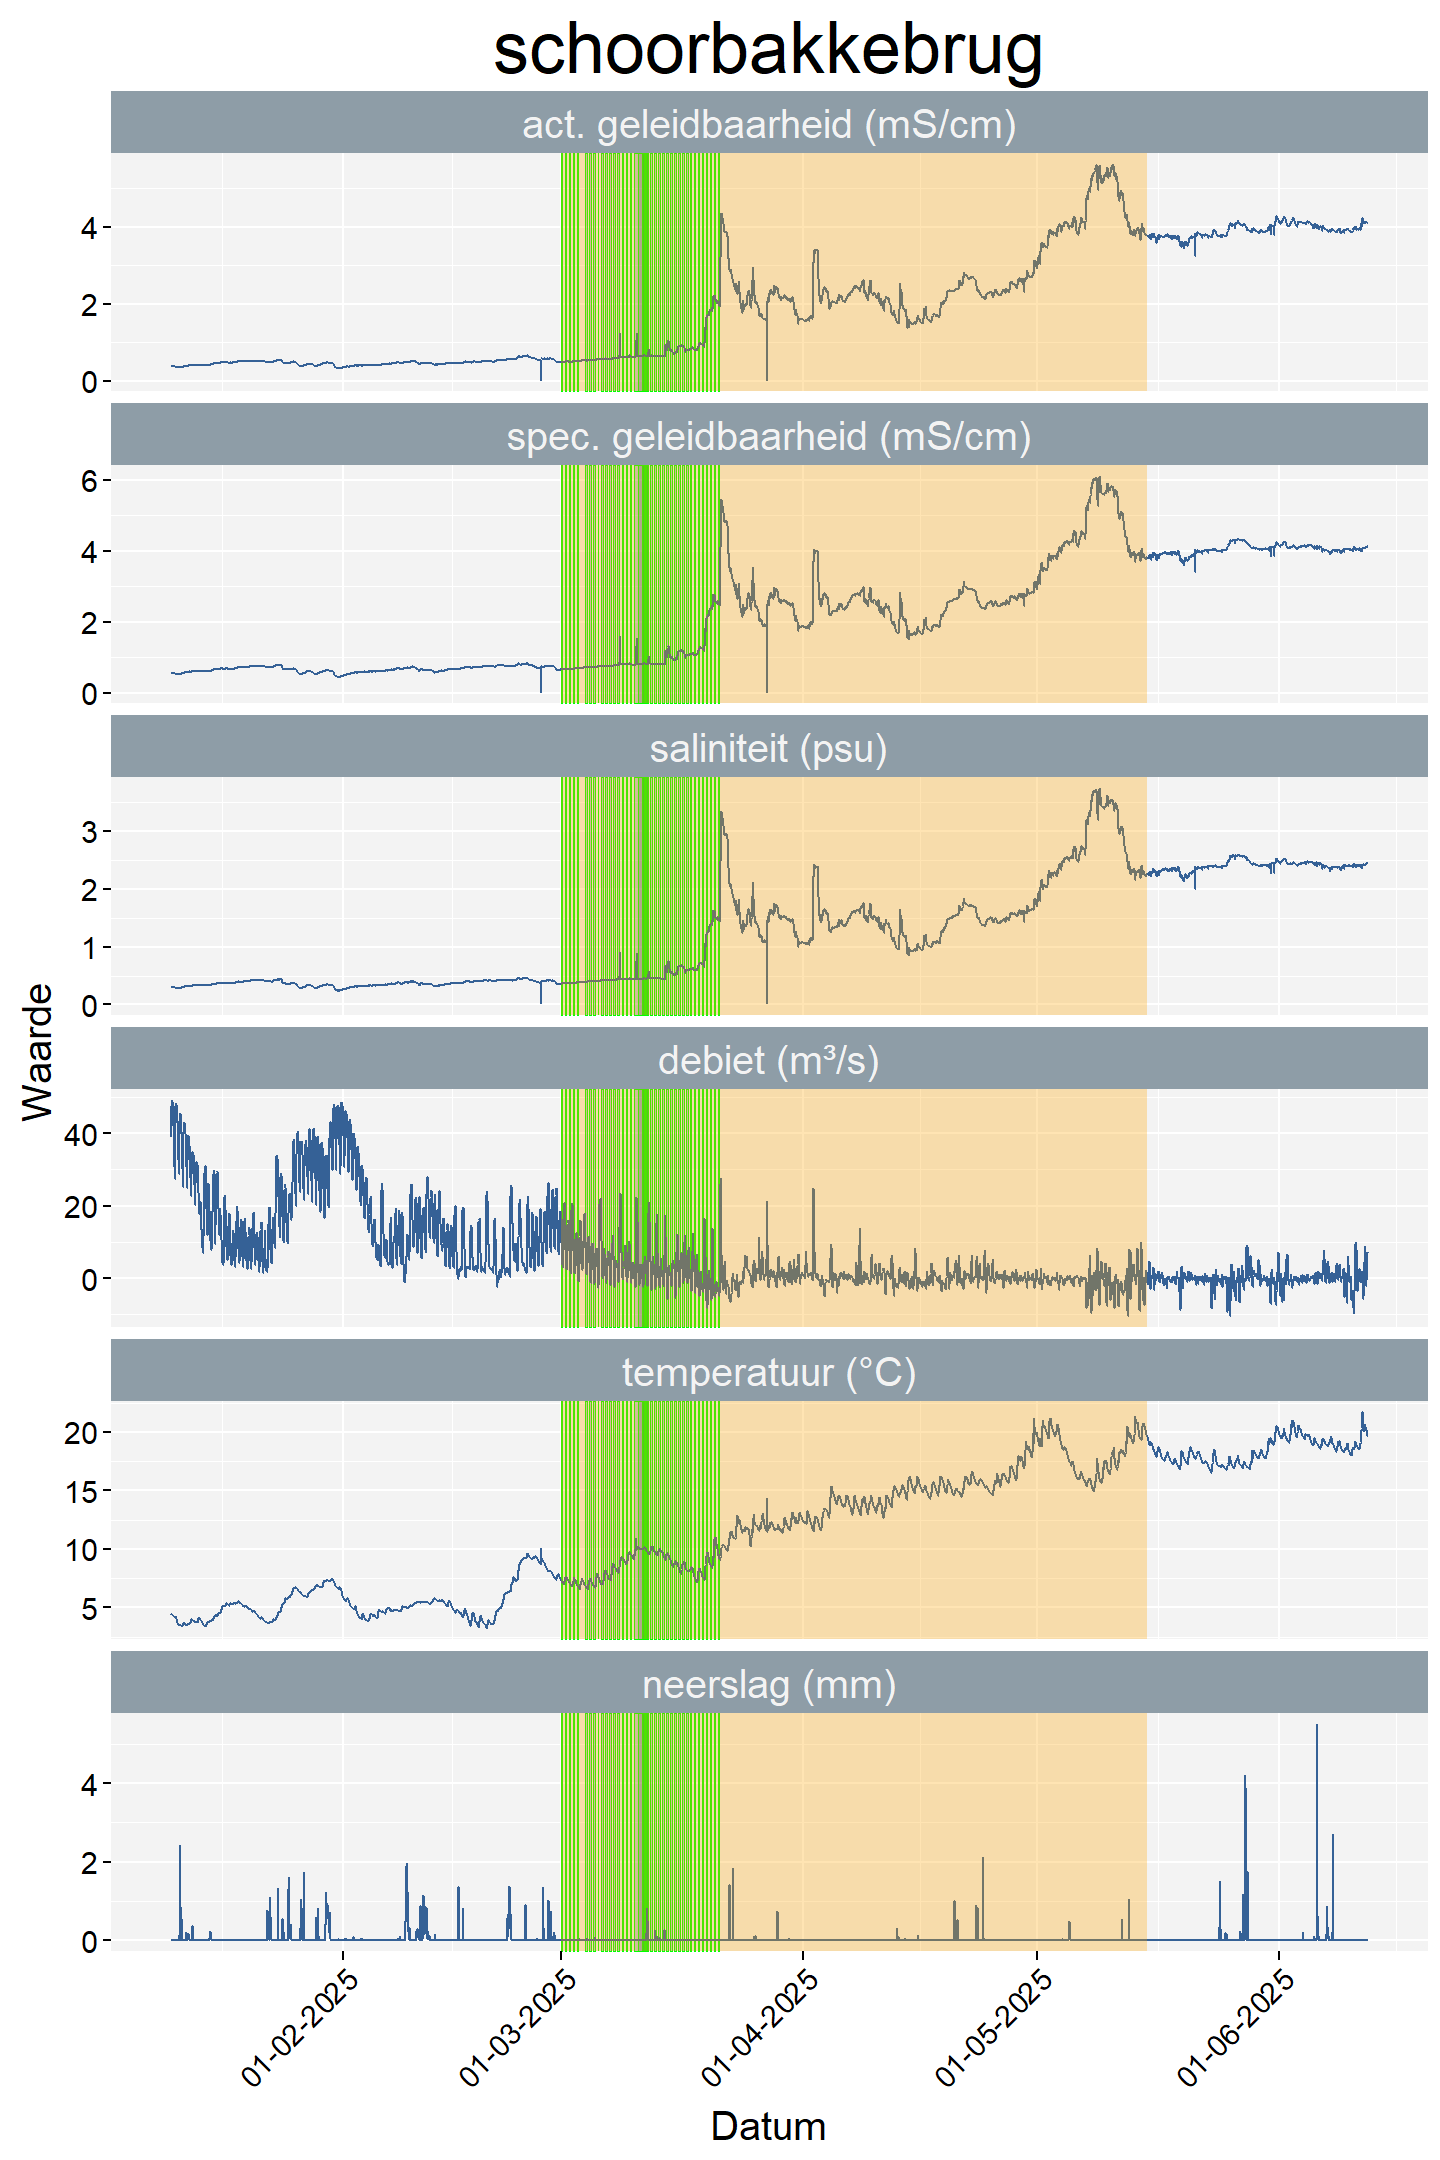 schoorbakkebrug
act. geleidbaarheid (mS/cm)
4
2
0
spec. geleidbaarheid (mS/cm)
6
4
2
0
saliniteit (psu)
3
2
1
0
debiet (m³/s)
40
20
0
temperatuur (°C)
20
15
10
5
neerslag (mm)
4
2
0
Waarde
01-02-2025
01-03-2025
01-04-2025
01-05-2025
01-06-2025
Datum